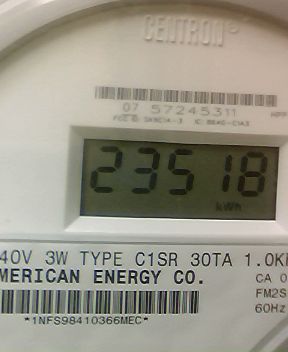 CENTRON®
07 57245311
23518
kWh
40V 3W TYPE C1SR 30TA 1.0K
MERICAN ENERGY CO.
CA 0
FM2S
60Hz
*1NFS98410366MEC*